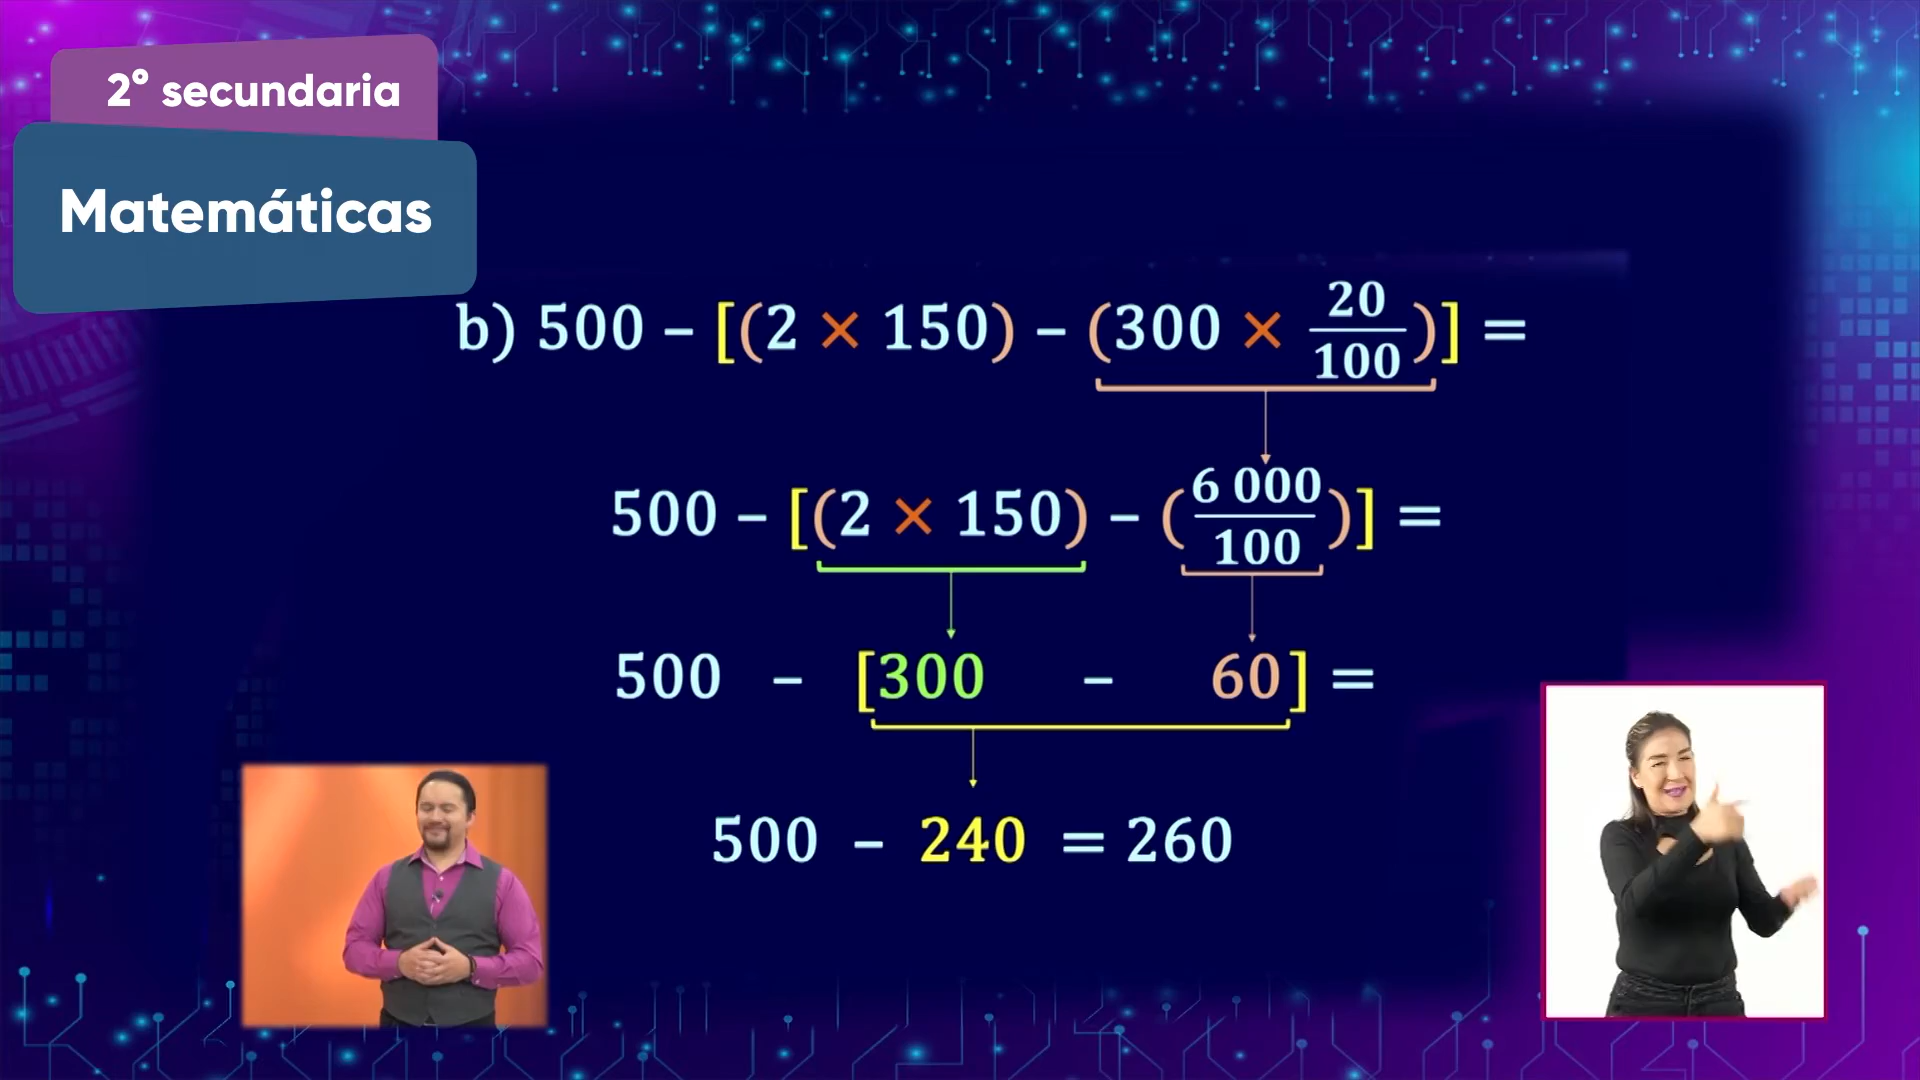 2° secundaria
Matemáticas
b) 500 – [(2 × 150) – (300 × 20/100)] =
500 – [(2 × 150) – (6 000/100)] =
500 – [300 – 60] =
500 – 240 = 260